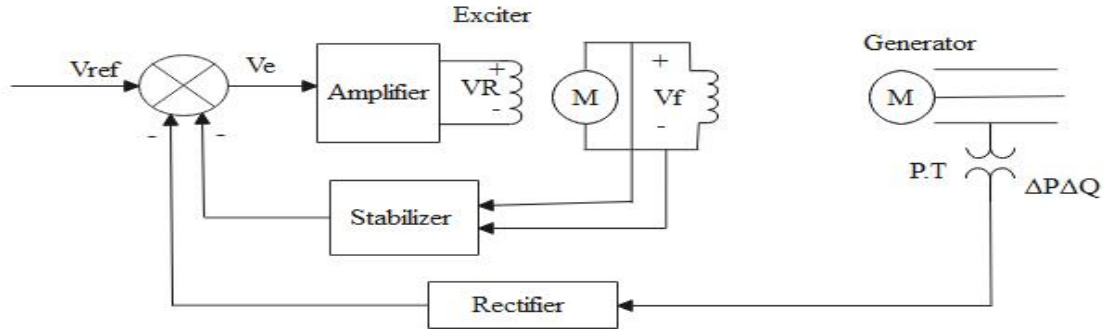 Exciter
Generator
Vref
Ve
Amplifier
+
VR
-
M
+
Vf
-
M
-
-
P.T
ΔPΔQ
Stabilizer
Rectifier